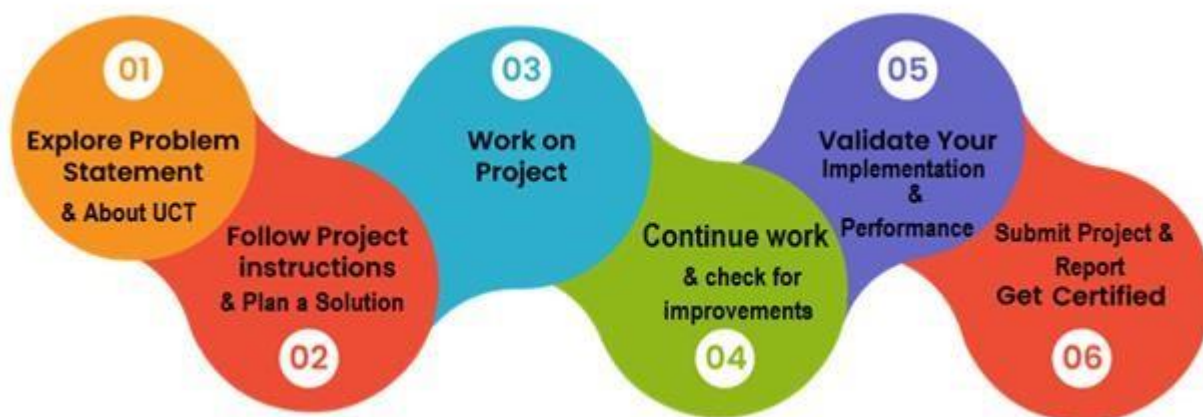 01
Explore Problem
Statement
& About UCT
Follow Project
instructions
& Plan a Solution
02
03
Work on
Project
Continue work
& check for
improvements
04
05
Validate Your
Implementation
&
Performance
Submit Project &
Report
Get Certified
06